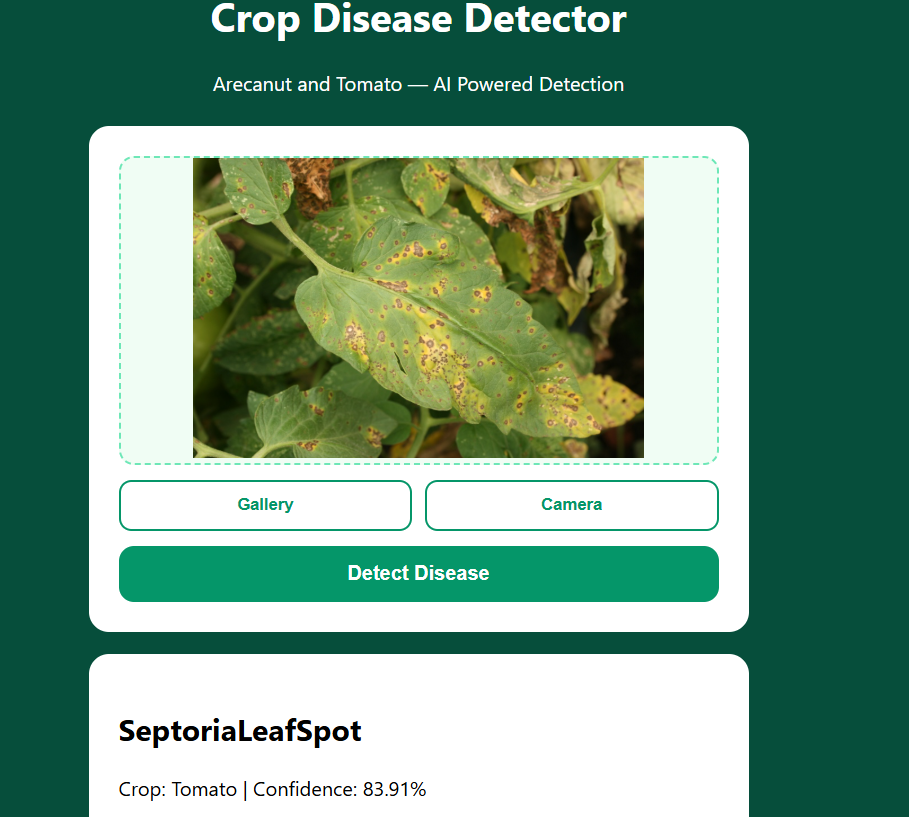 Crop Disease Detector
Arecanut and Tomato — AI Powered Detection
Gallery
Camera
Detect Disease
SeptoriaLeafSpot
Crop: Tomato | Confidence: 83.91%